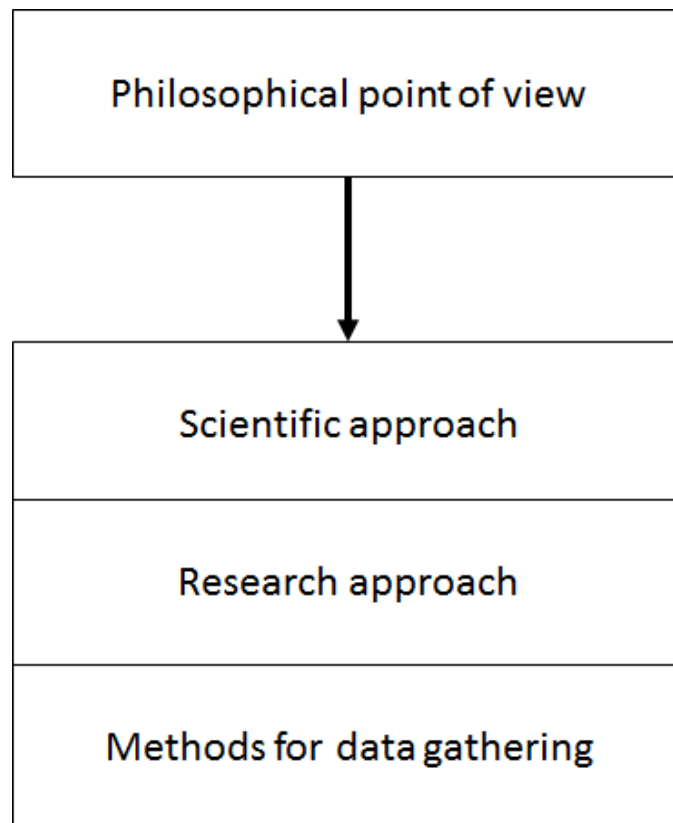 Philosophical point of view
Scientific approach
Research approach
Methods for data gathering